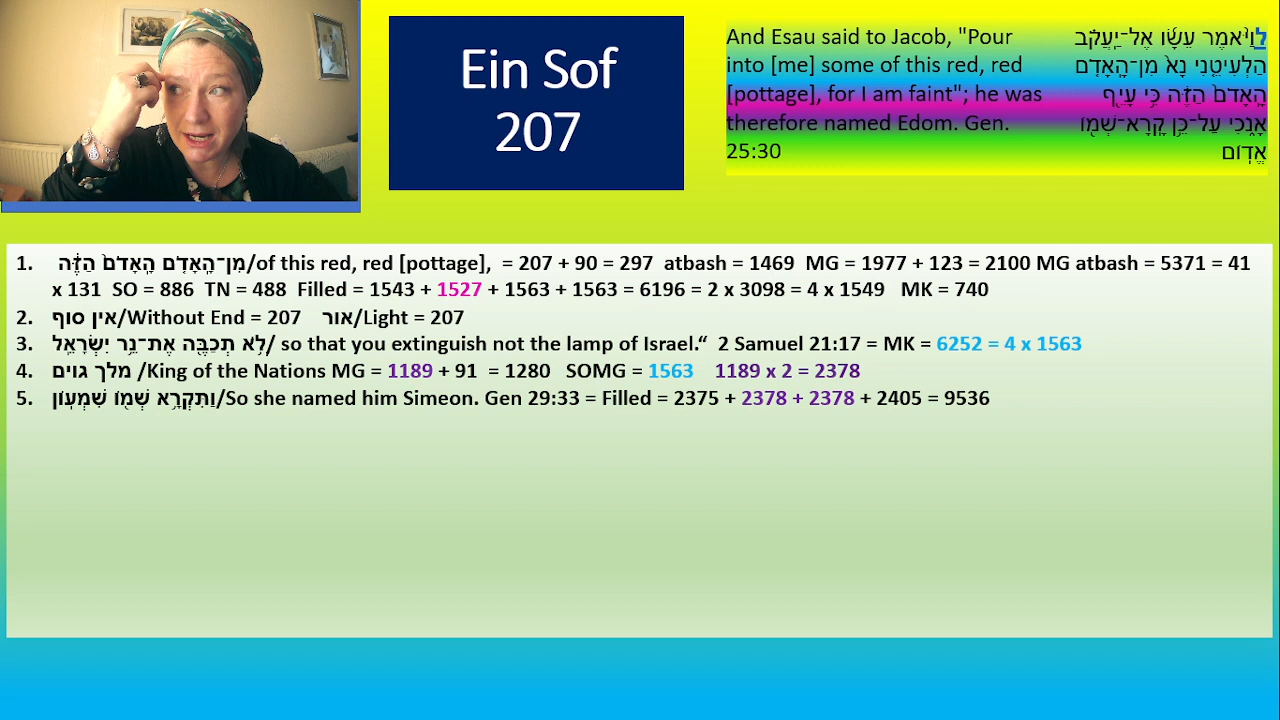 Ein Sof
207
And Esau said to Jacob, "Pour
into [me] some of this red, red
[pottage], for I am faint"; he was
therefore named Edom. Gen.
25:30
לוַיֹּ֨אמֶר עֵשָׂ֜ו אֶל־יַֽעֲקֹ֗ב
הַלְעִיטֵ֤נִי נָא֙ מִן־הָֽאָדֹ֤ם
הָֽאָדֹם֙ הַזֶּ֔ה כִּ֥י עָיֵ֖ף
אָנֹ֑כִי עַל־כֵּ֥ן קָֽרָא־שְׁמ֖וֹ
אֱדֽוֹם
1. מִן־הָֽאָדֹ֤ם הָֽאָדֹם֙ הַזֶּ֔ה/of this red, red [pottage], = 207 + 90 = 297 atbash = 1469 MG = 1977 + 123 = 2100 MG atbash = 5371 = 41
x 131 SO = 886 TN = 488 Filled = 1543 + 1527 + 1563 + 1563 = 6196 = 2 x 3098 = 4 x 1549 MK = 740
2. אין סוף/Without End = 207 אור/Light = 207
3. לֹ֥א תְכַבֶּ֖ה אֶת־נֵ֥ר יִשְׂרָאֵֽל/ so that you extinguish not the lamp of Israel.“ 2 Samuel 21:17 = MK = 6252 = 4 x 1563
4. מלך גוים /King of the Nations MG = 1189 + 91 = 1280 SOMG = 1563 1189 x 2 = 2378
5. וַתִּקְרָ֥א שְׁמ֖וֹ שִׁמְעֽוֹן/So she named him Simeon. Gen 29:33 = Filled = 2375 + 2378 + 2378 + 2405 = 9536